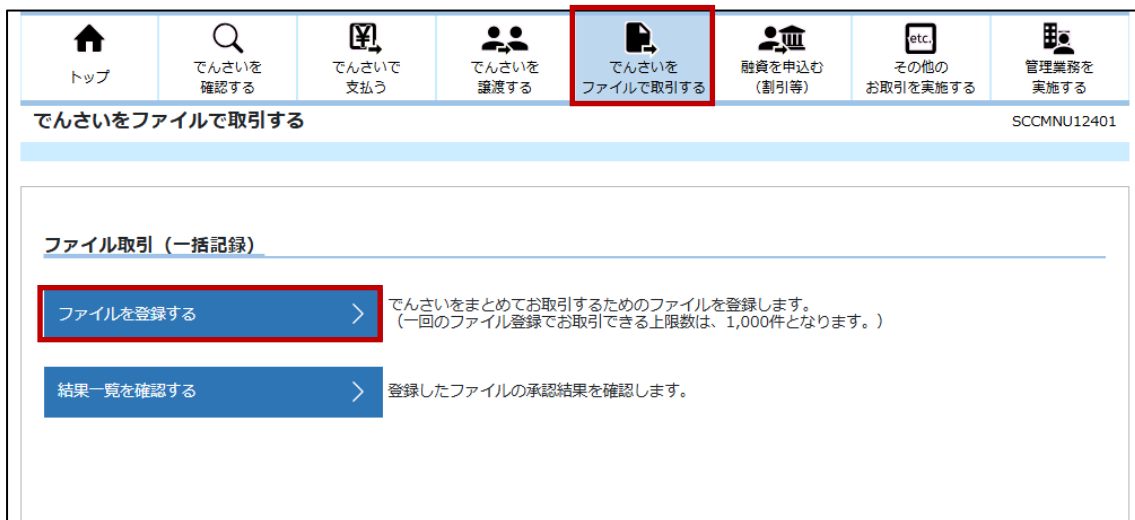 トップ
でんさいを
確認する
でんさいで
支払う
でんさいを
譲渡する
でんさいを
ファイルで取引する
融資を申込む
(割引等)
etc.
その他の
お取引を実施する
管理業務を
実施する
でんさいをファイルで取引する
SCCMNU12401
ファイル取引（一括記録）
ファイルを登録する
でんさいをまとめてお取引するためのファイルを登録します。
（一回のファイル登録でお取引できる上限数は、1,000件となります。）
結果一覧を確認する
登録したファイルの承認結果を確認します。